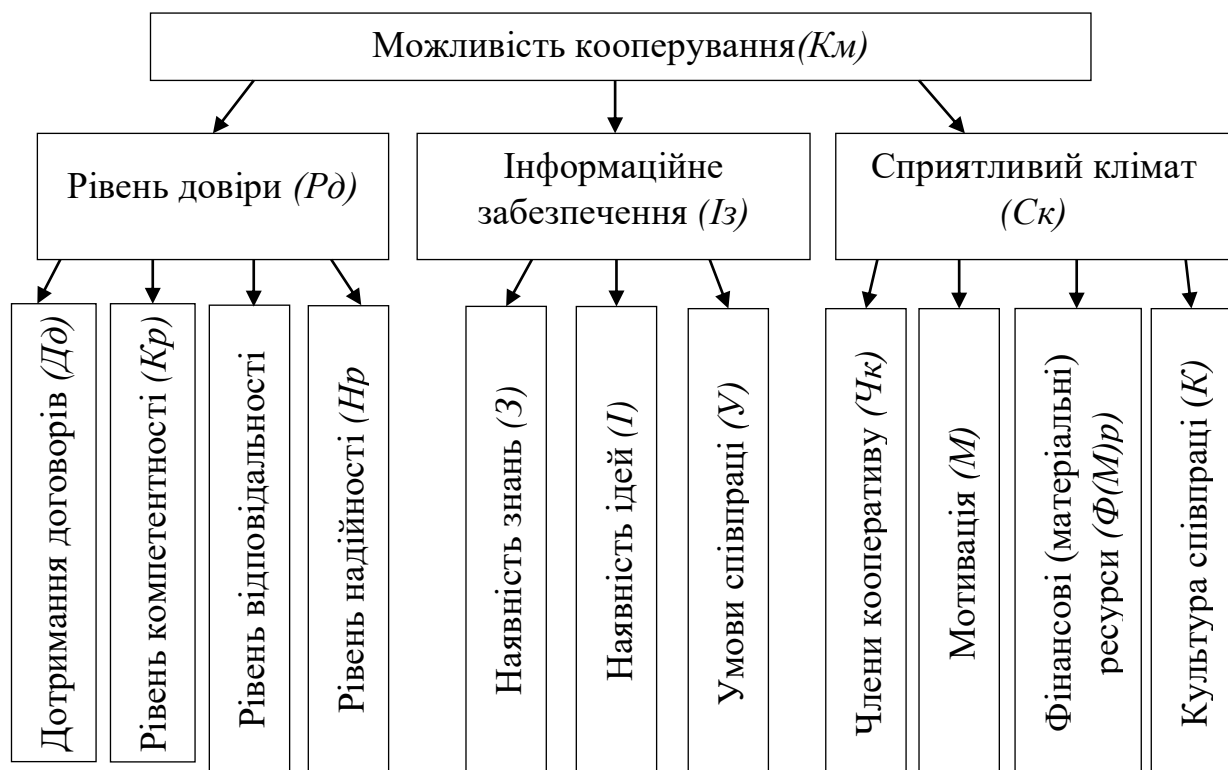 Можливість кооперування(Км)
Рівень довіри (Рд)
Інформаційне
забезпечення (Із)
Сприятливий клімат
(Ск)
Дотримання договорів (Дд)
Рівень компетентності (Кр)
Рівень відповідальності
Рівень надійності (Нр
Наявність знань (З)
Наявність ідей (І)
Умови співпраці (У)
Члени кооперативу (Чк)
Мотивація (М)
Фінансові (матеріальні)
ресурси (Ф(М)р)
Культура співпраці (К)